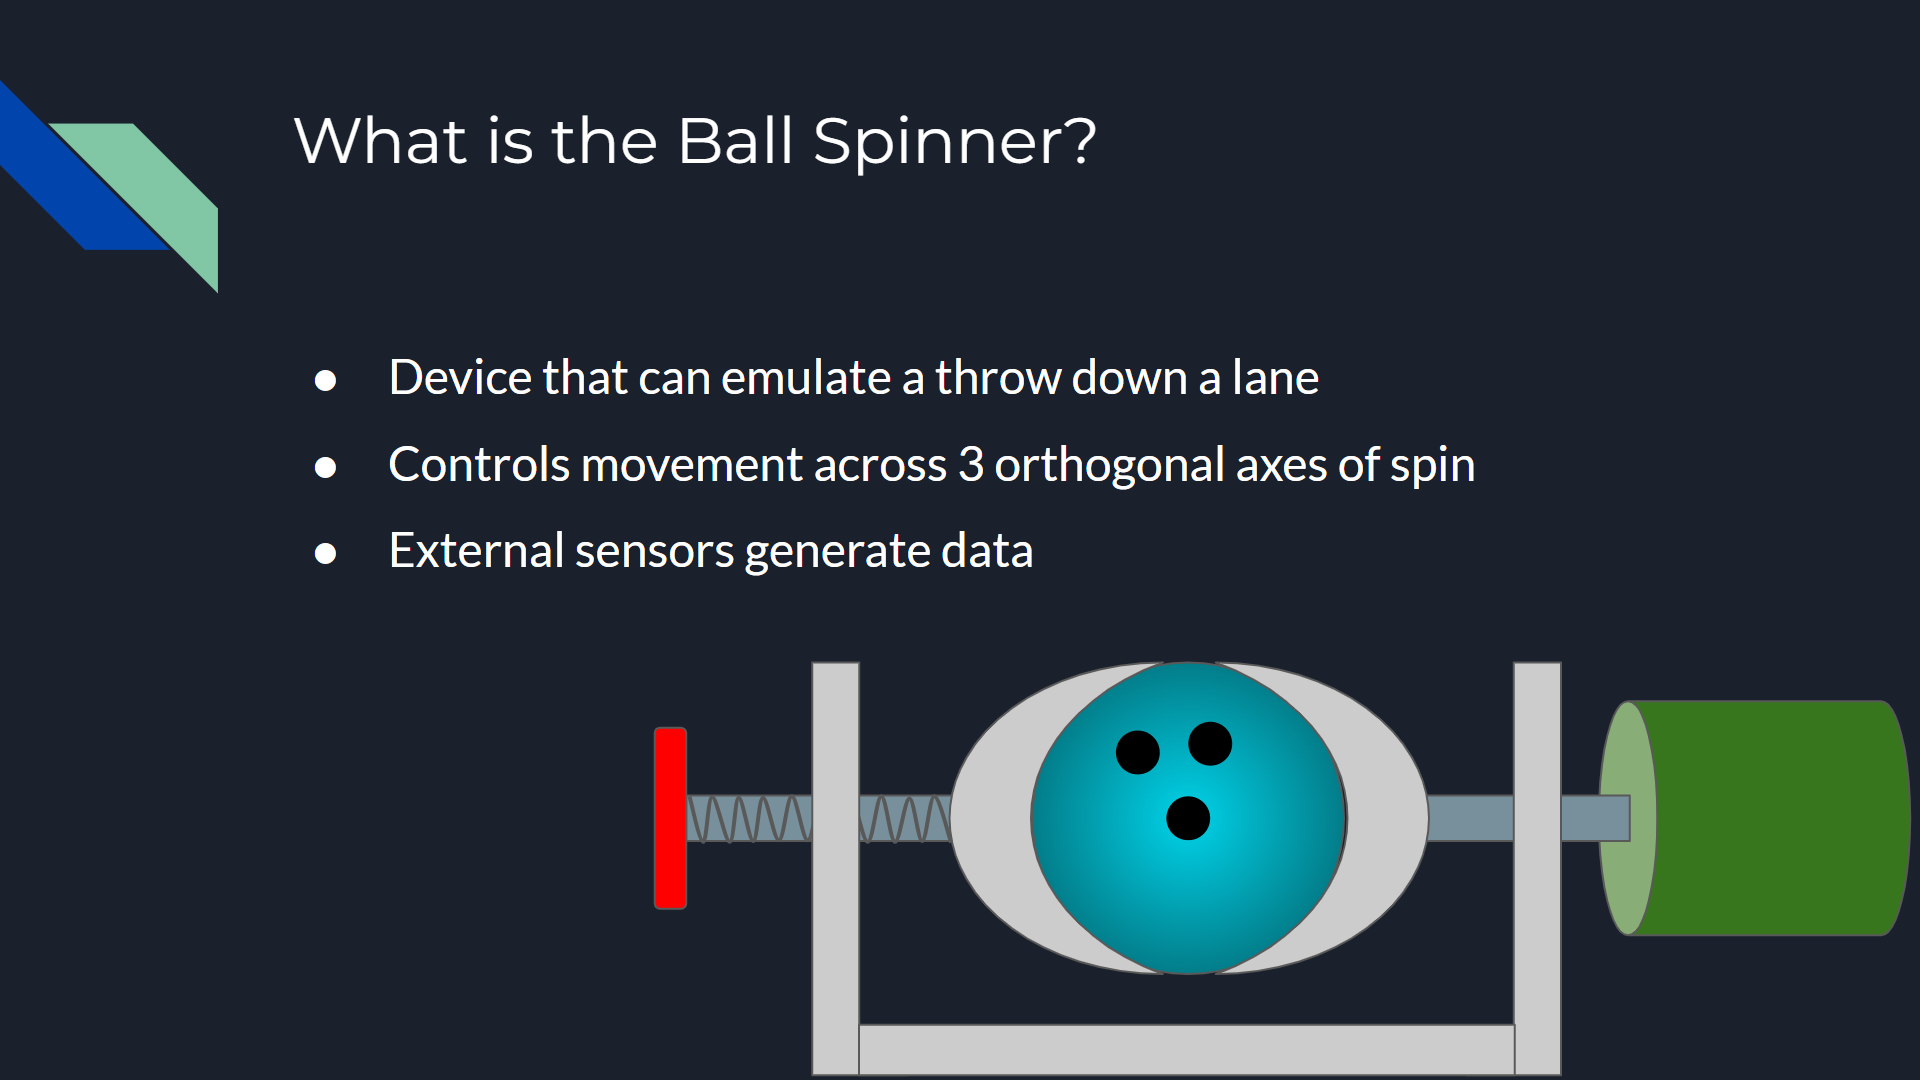 What is the Ball Spinner?
● Device that can emulate a throw down a lane
● Controls movement across 3 orthogonal axes of spin
● External sensors generate data